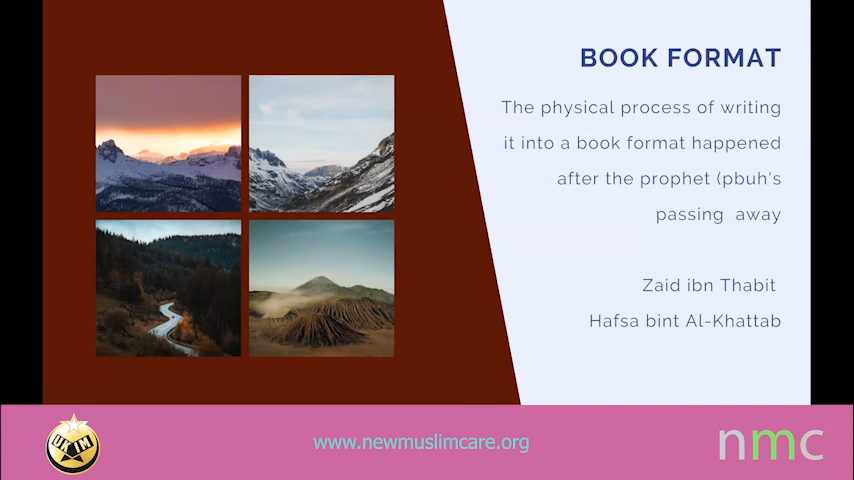 BOOK FORMAT
The physical process of writing
it into a book format happened
after the prophet (pbuh's
passing away
Zaid ibn Thabit
Hafsa bint Al-Khattab
UKIM
www.newmuslimcare.org
nmc